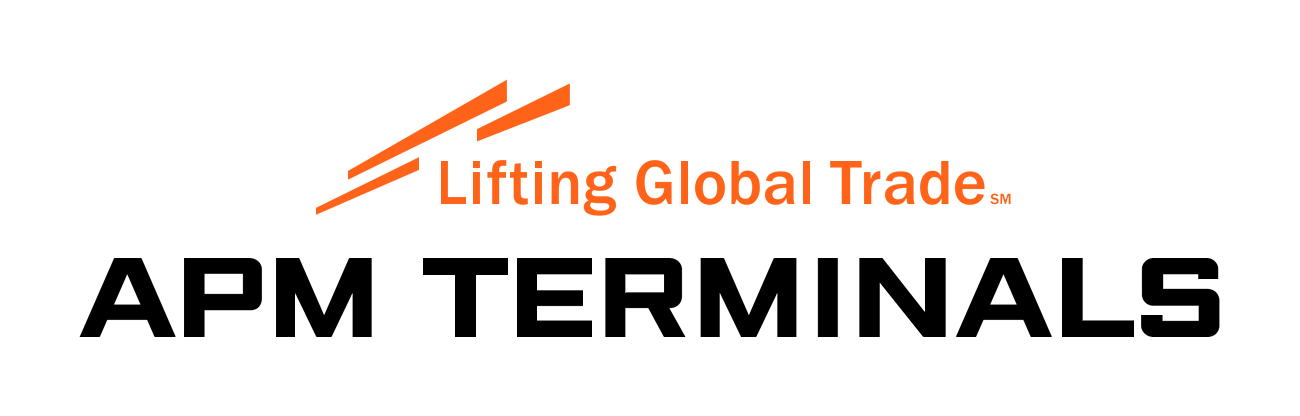 Lifting Global Trade SM
APM TERMINALS